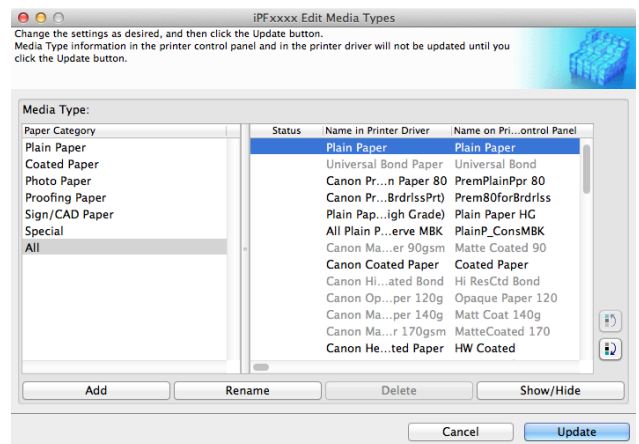 iPFxxxx Edit Media Types
Change the settings as desired, and then click the Update button.
Media Type information in the printer control panel and in the printer driver will not be updated until you
click the Update button.
Media Type:
Paper Category Status Name in Printer Driver Name on Pri...ontrol Panel
Plain Paper Plain Paper Plain Paper
Coated Paper Universal Bond Paper Universal Bond
Photo Paper Canon Pr...n Paper 80 PremPlainPpr 80
Proofing Paper Canon Pr...BrdrlssPrt) Prem80forBrdrlss
Sign/CAD Paper Plain Pap...igh Grade) Plain Paper HG
Special All Plain P...erve MBK PlainP_ConsMBK
All Canon Ma...er 90gsm Matte Coated 90
Canon Coated Paper Coated Paper
Canon Hi...ated Bond Hi ResCtd Bond
Canon Op...per 120g Opaque Paper 120
Canon Ma...per 140g Matt Coat 140g
Canon Ma...r 170gsm MatteCoated 170
Canon He...ted Paper HW Coated
Add Rename Delete Show/Hide
Cancel Update